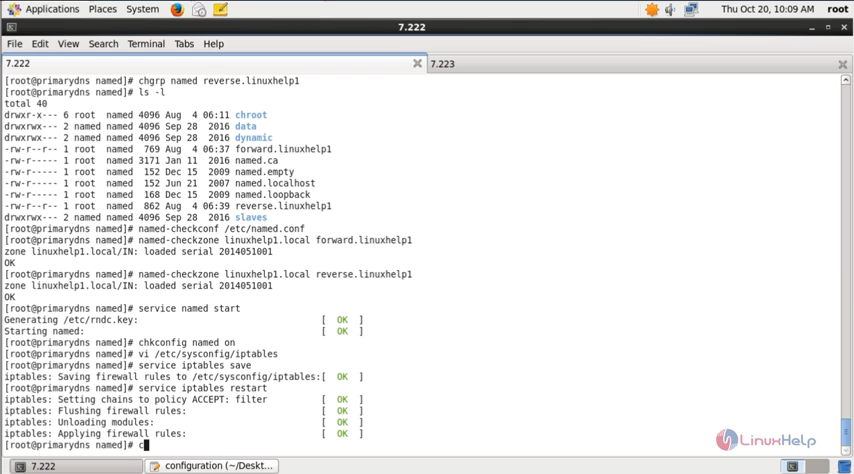 Applications Places System Thu Oct 20, 10:09 AM root
7.222
File Edit View Search Terminal Tabs Help
7.222 7.223
[root@primarydns named]# chgrp named reverse.linuxhelp1
[root@primarydns named]# ls -l
total 40
drwxr-x--- 6 root named 4096 Aug 4 06:11 chroot
drwxrwx--- 2 named named 4096 Sep 28 2016 data
drwxrwx--- 2 named named 4096 Sep 28 2016 dynamic
-rw-r--r-- 1 root named 769 Aug 4 06:37 forward.linuxhelp1
-rw-r----- 1 root named 3171 Jan 11 2016 named.ca
-rw-r----- 1 root named 152 Dec 15 2009 named.empty
-rw-r----- 1 root named 152 Jun 21 2007 named.localhost
-rw-r----- 1 root named 168 Dec 15 2009 named.loopback
-rw-r--r-- 1 root named 862 Aug 4 06:39 reverse.linuxhelp1
drwxrwx--- 2 named named 4096 Sep 28 2016 slaves
[root@primarydns named]# named-checkconf /etc/named.conf
[root@primarydns named]# named-checkzone linuxhelp1.local forward.linuxhelp1
zone linuxhelp1.local/IN: loaded serial 2014051001
OK
[root@primarydns named]# named-checkzone linuxhelp1.local reverse.linuxhelp1
zone linuxhelp1.local/IN: loaded serial 2014051001
OK
[root@primarydns named]# service named start
Generating /etc/rndc.key: [ OK ]
Starting named: [ OK ]
[root@primarydns named]# chkconfig named on
[root@primarydns named]# vi /etc/sysconfig/iptables
[root@primarydns named]# service iptables save
iptables: Saving firewall rules to /etc/sysconfig/iptables:[ OK ]
[root@primarydns named]# service iptables restart
iptables: Setting chains to policy ACCEPT: filter [ OK ]
iptables: Flushing firewall rules: [ OK ]
iptables: Unloading modules: [ OK ]
iptables: Applying firewall rules: [ OK ]
[root@primarydns named]# c
LinuxHelp
7.222 configuration (~/Deskt...